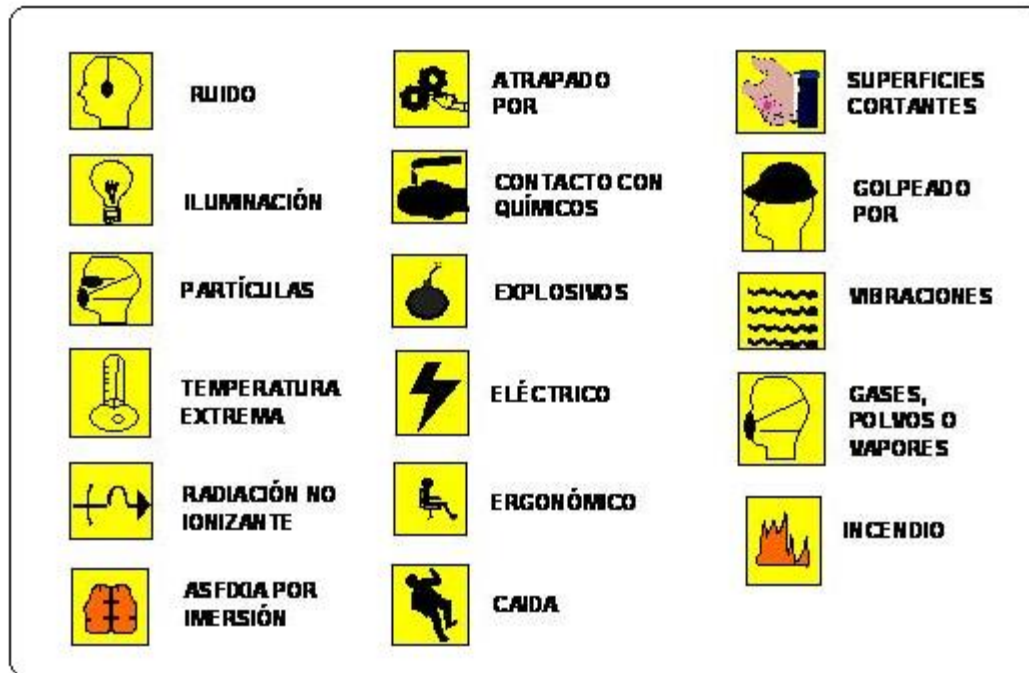 RUIDO
ILUMINACIÓN
PARTÍCULAS
TEMPERATURA
EXTREMA
RADIACIÓN NO
IONIZANTE
ASFIXIA POR
IMERSIÓN
ATRAPADO
POR
CONTACTO CON
QUÍMICOS
EXPLOSIVOS
ELÉCTRICO
ERGONÓMICO
CAIDA
SUPERFICIES
CORTANTES
GOLPEADO
POR
VIBRACIONES
GASES,
POLVOS O
VAPORES
INCENDIO